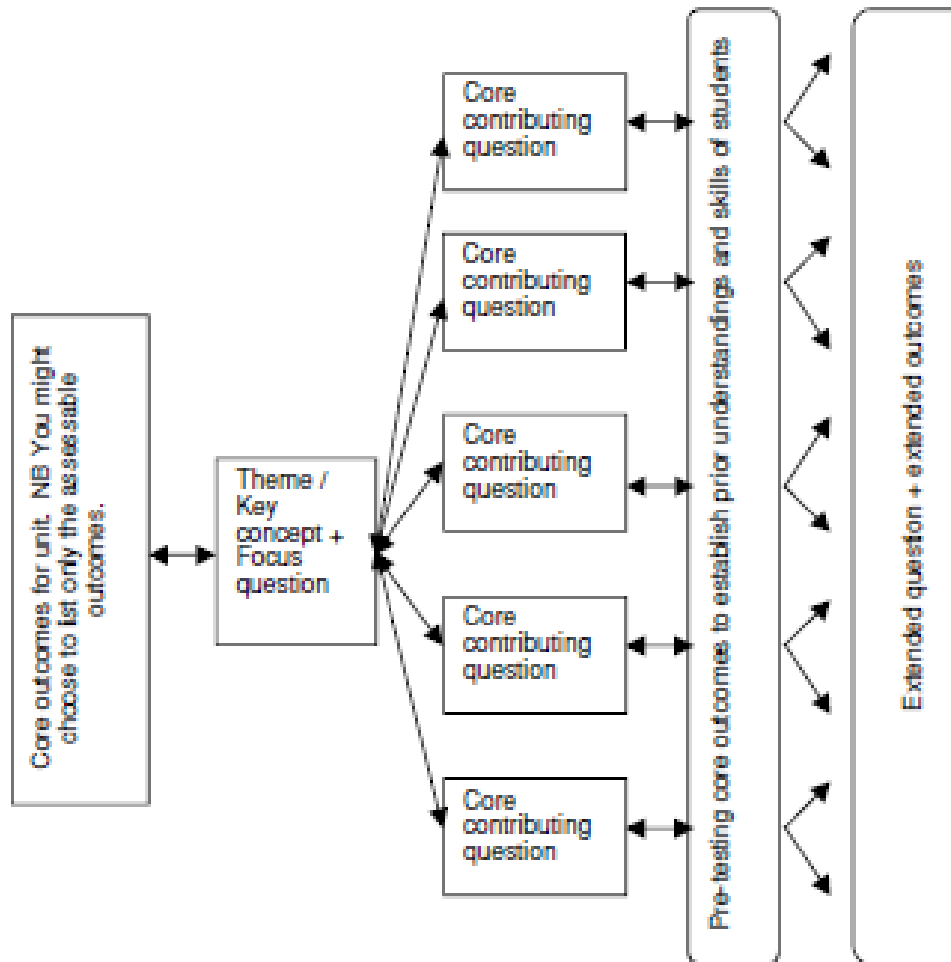 Core outcomes for unit. NB You might
choose to list only the assessable
outcomes.
Theme /
Key
concept +
Focus
question
Core
contributing
question
Core
contributing
question
Core
contributing
question
Core
contributing
question
Core
contributing
question
Pre-testing core outcomes to establish prior understandings and skills of students
Extended question + extended outcomes